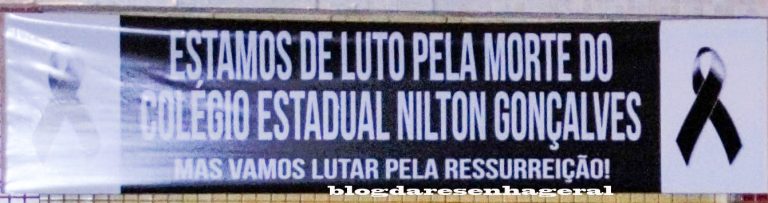 ESTAMOS DE LUTO PELA MORTE DO
COLÉGIO ESTADUAL NILTON GONÇALVES
MAS VAMOS LUTAR PELA RESSURREIÇÃO!
blogdaresenhageral